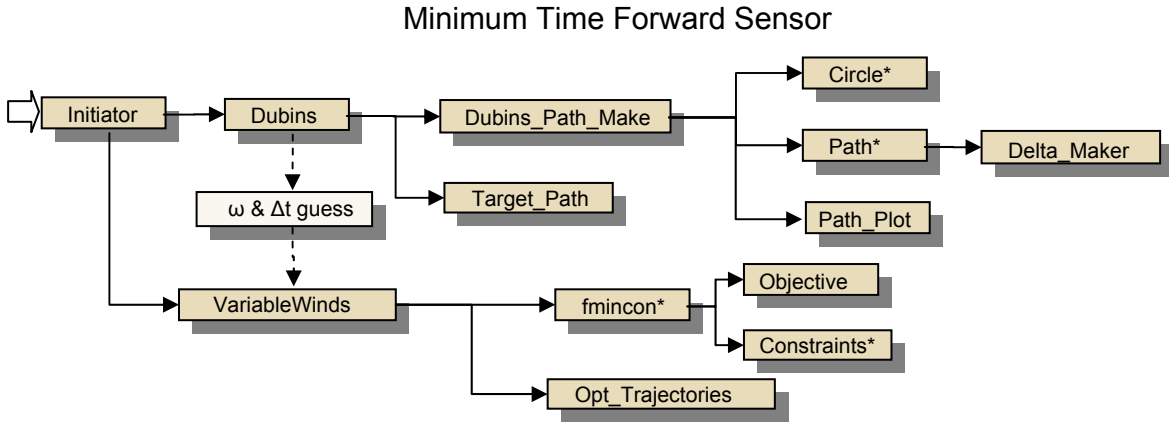 Minimum Time Forward Sensor
Circle*
Initiator
Dubins
Dubins_Path_Make
Path*
Delta_Maker
Target_Path
ω & Δt guess
Path_Plot
VariableWinds
fmincon*
Objective
Constraints*
Opt_Trajectories